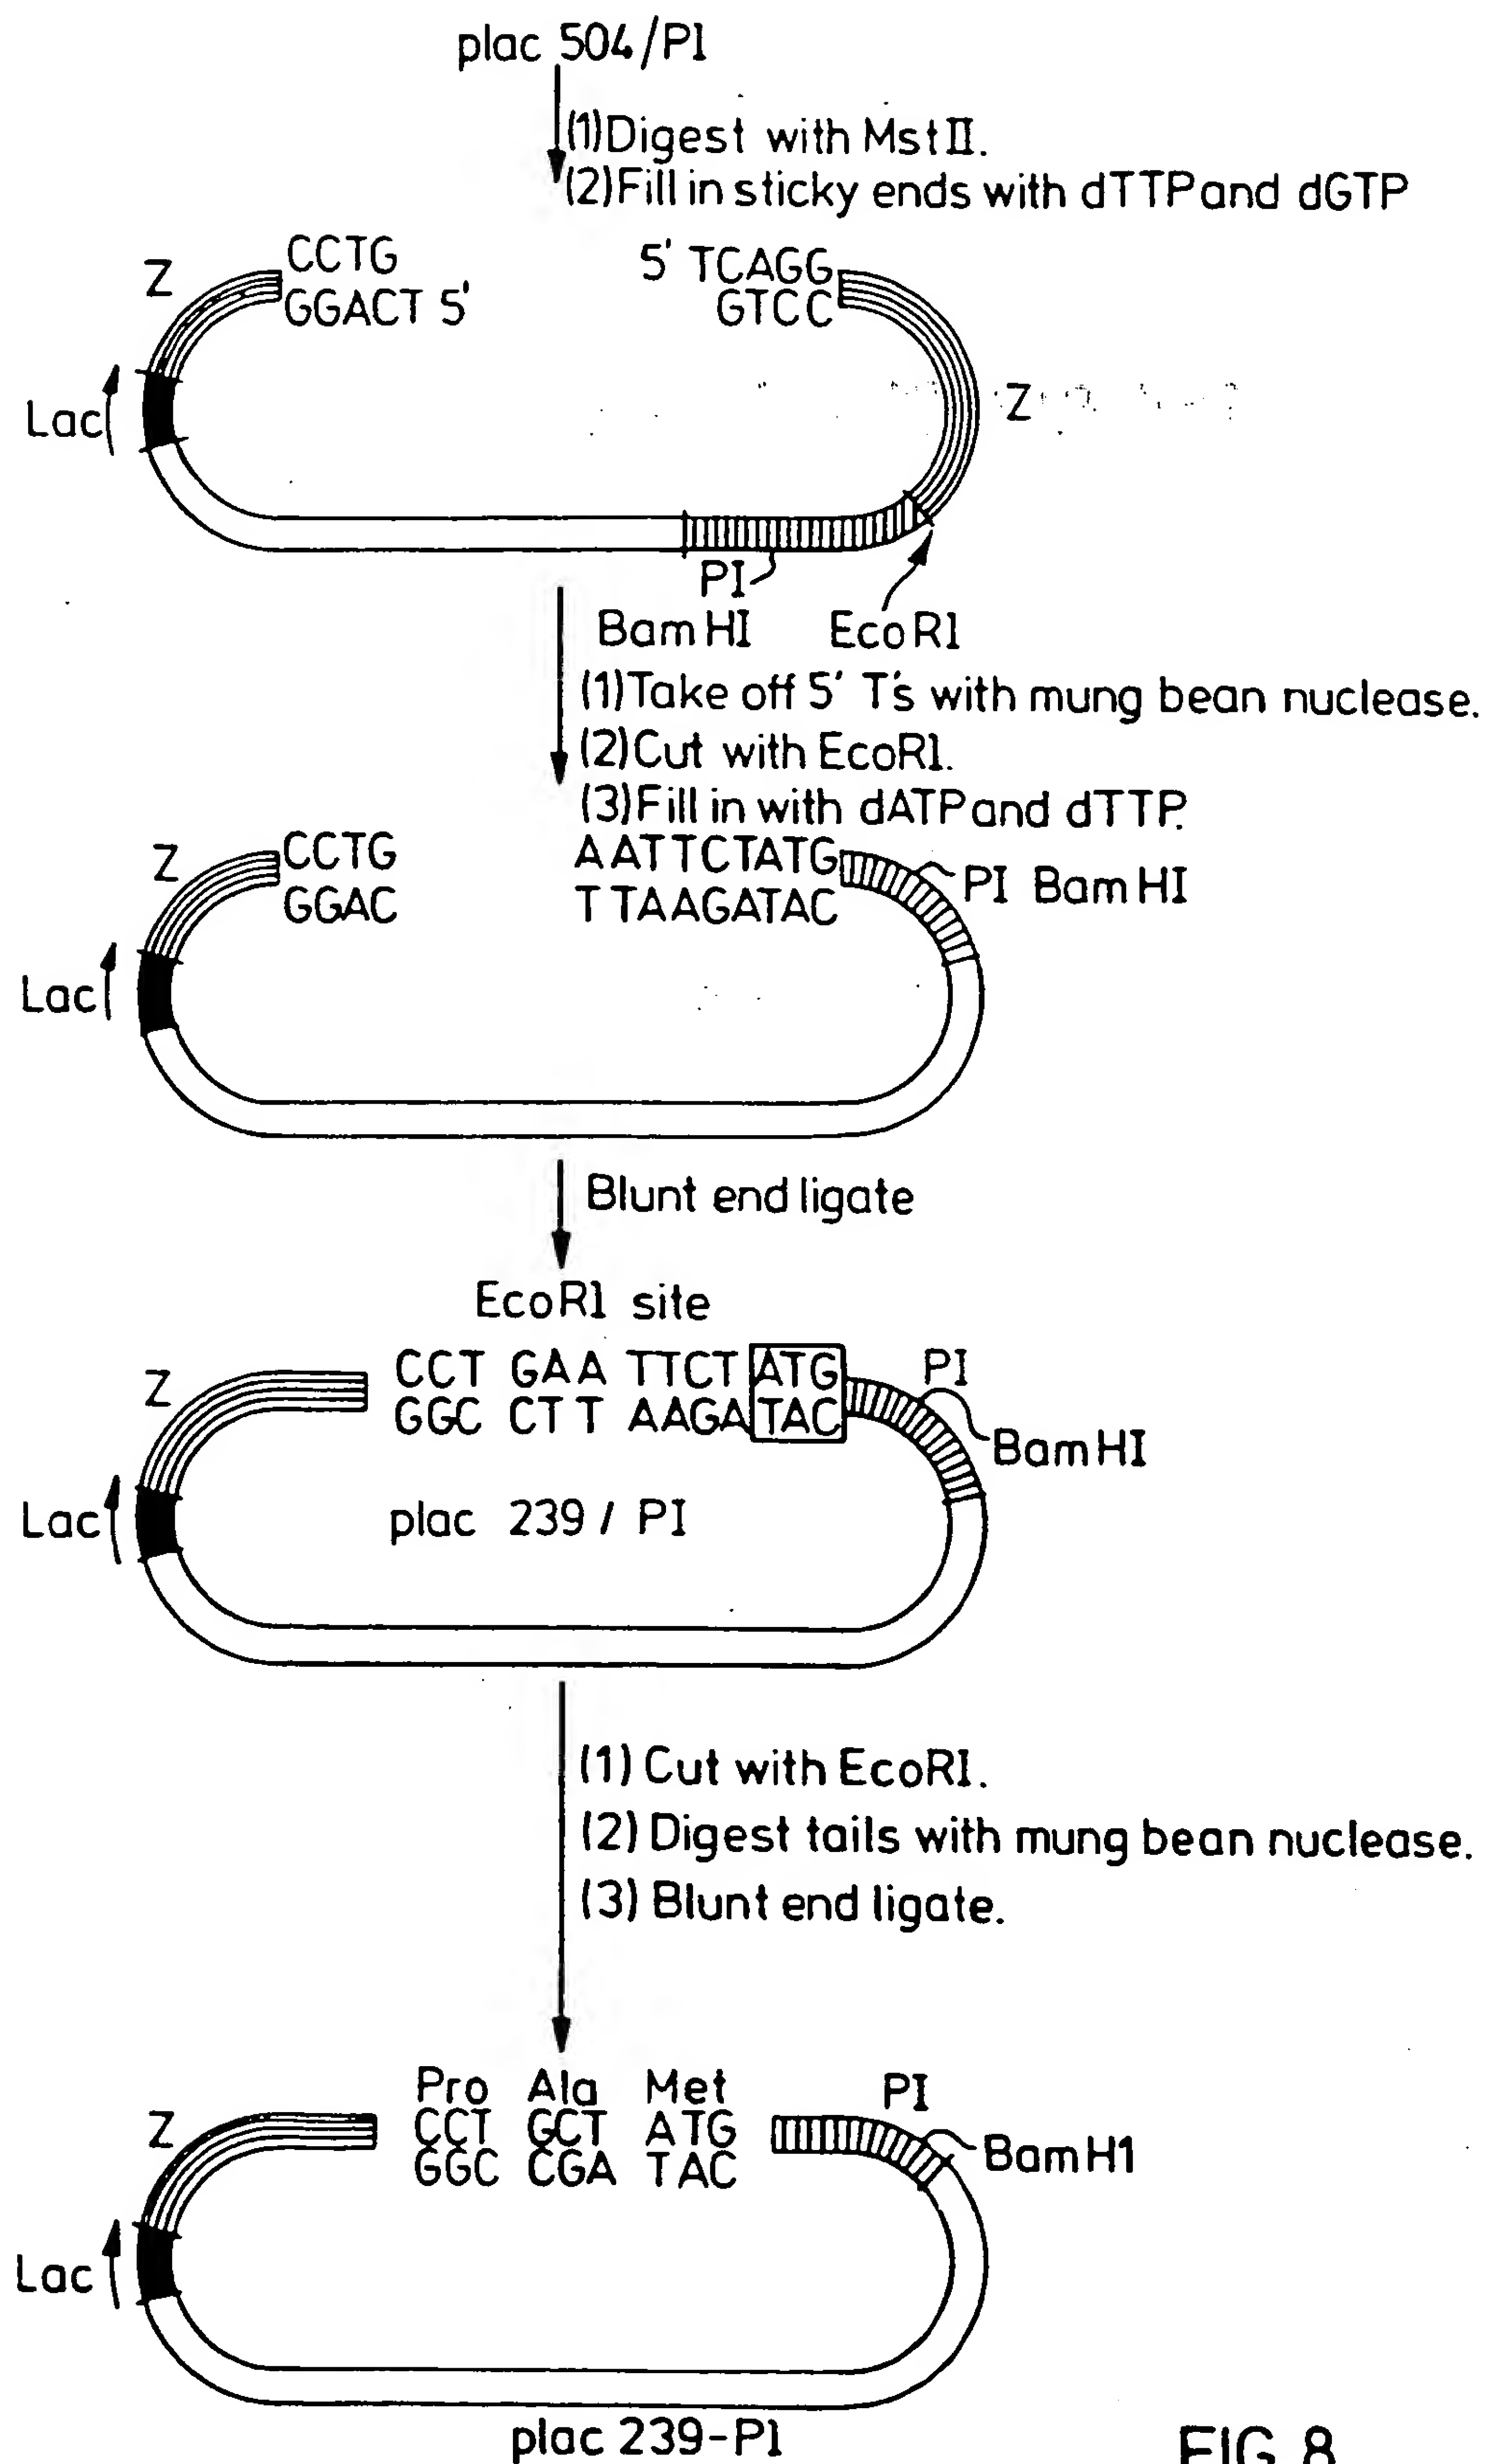 plac 504/PI
(1)Digest with MstII.
(2)Fill in sticky ends with dTTP and dGTP
Z
CCTG
GGACT 5'
5' TCAGG
GTCC
Lac
Z
PI
BamHI
EcoR1
(1)Take off 5' T's with mung bean nuclease.
(2)Cut with EcoR1.
(3)Fill in with dATP and dTTP.
Z
CCTG
GGAC
AATTCTATG
TTAAGATAC
PI BamHI
Lac
Blunt end ligate
EcoR1 site
Z
CCT GAA TTCT ATG
GGC CTT AAGA TAC
PI
BamHI
Lac
plac 239 / PI
(1) Cut with EcoRI.
(2) Digest tails with mung bean nuclease.
(3) Blunt end ligate.
Pro Ala Met
Z
CCT GCT ATG
GGC CGA TAC
PI
BamH1
Lac
plac 239-P1
FIG 8